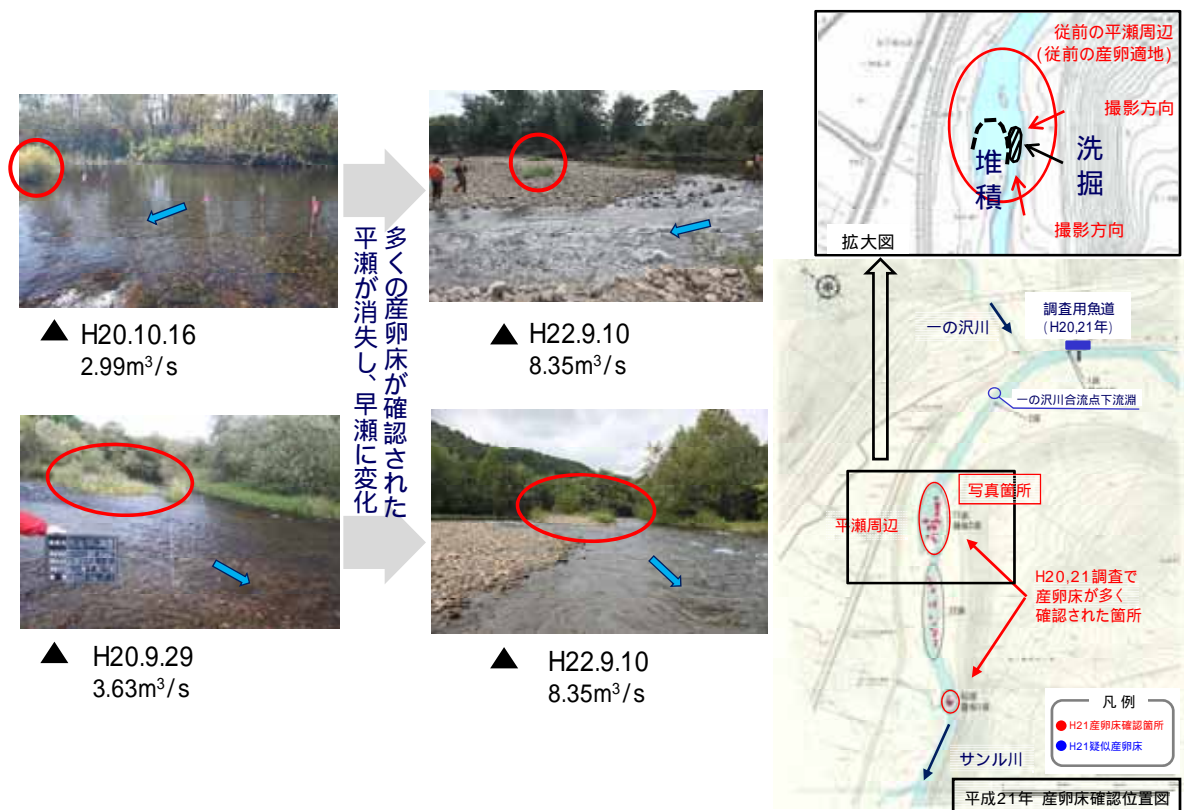 H20.10.16
2.99m³/s
H22.9.10
8.35m³/s
H20.9.29
3.63m³/s
H22.9.10
8.35m³/s
多くの産卵床が確認された
平瀬が消失し、早瀬に変化
従前の平瀬周辺
(従前の産卵適地)
撮影方向
洗掘
堆積
撮影方向
拡大図
一の沢川
調査用魚道
(H20,21年)
一の沢川合流点下流淵
写真箇所
平瀬周辺
H20,21調査で
産卵床が多く
確認された箇所
凡 例
H21産卵床確認箇所
H21疑似産卵床
サンル川
平成21年 産卵床確認位置図